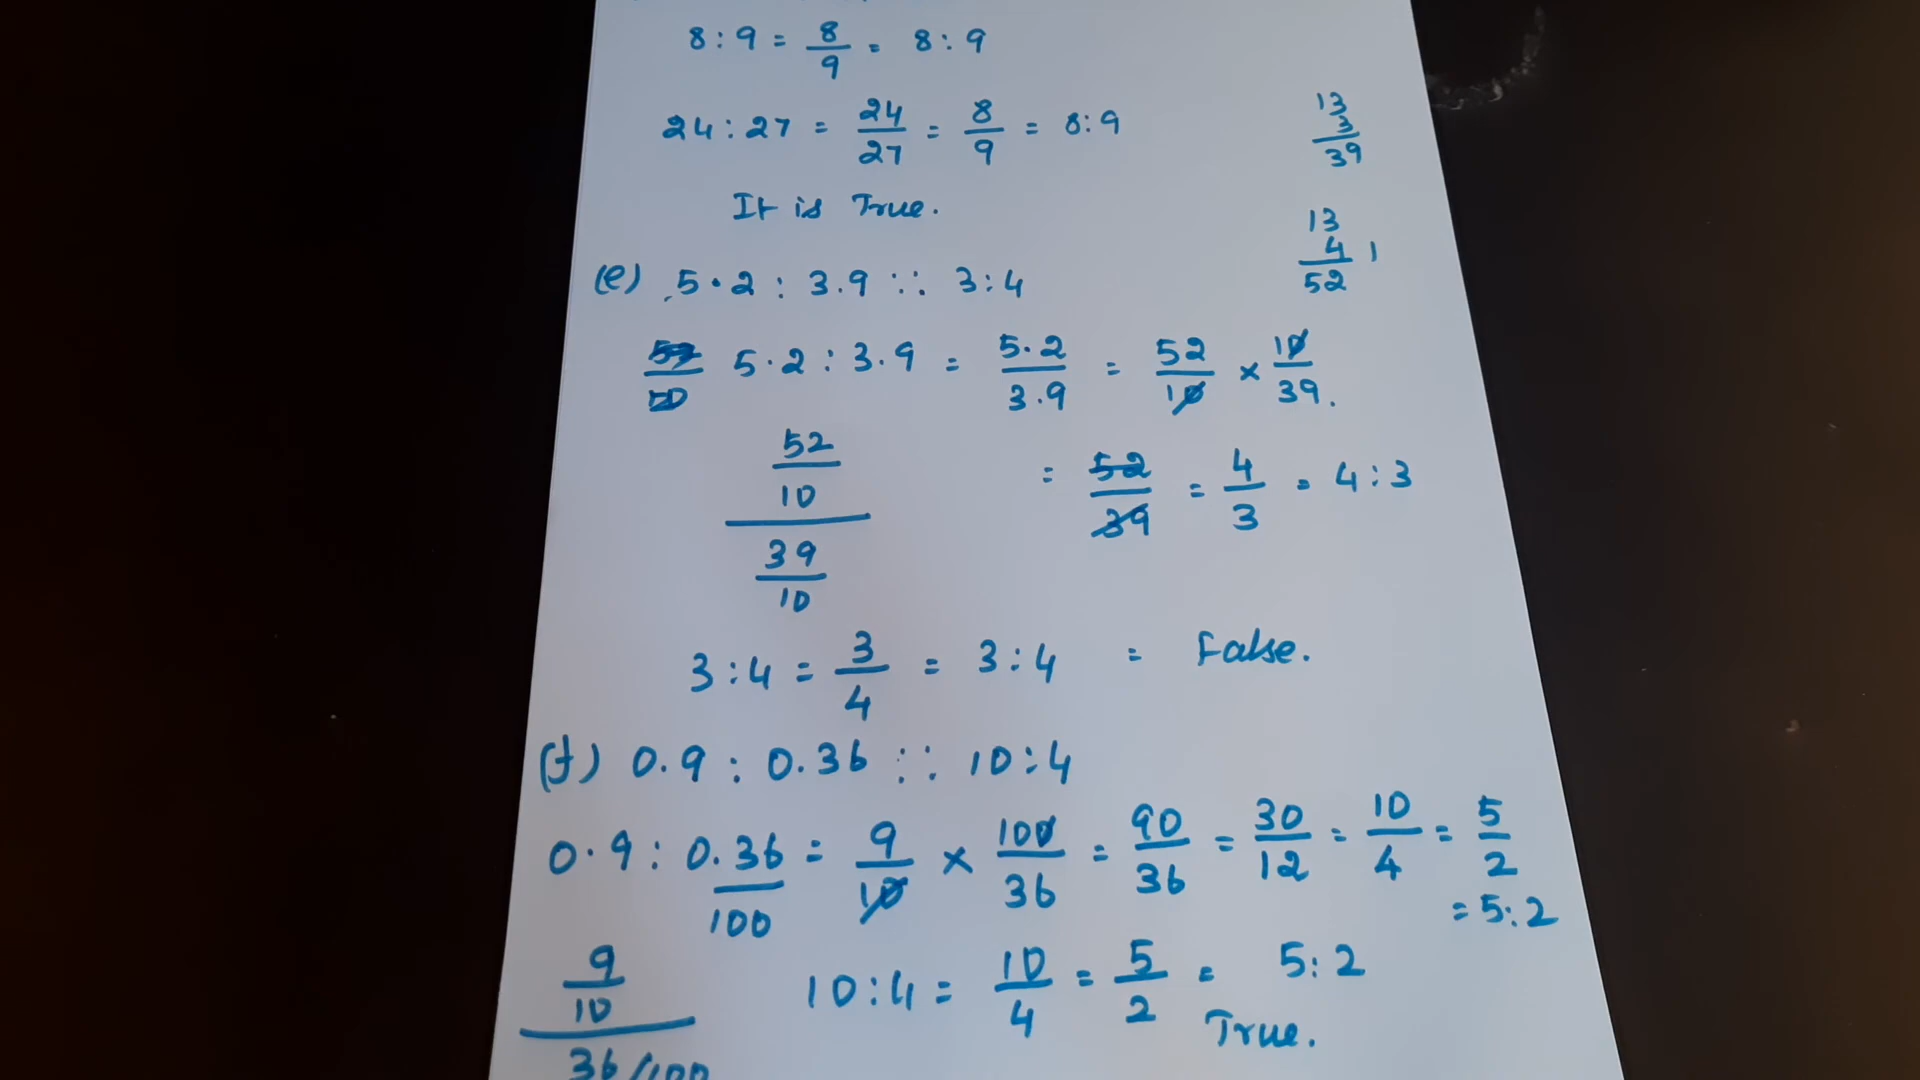 8:9 = 8/9 = 8:9
24:27 = 24/27 = 8/9 = 8:9
13
3
39
It is True.
13
4 1
52
(e) 5.2 : 3.9 :: 3:4
5.2 : 3.9 = 5.2/3.9 = 52/10 × 10/39.
52/10
39/10
= 52/39 = 4/3 = 4:3
3:4 = 3/4 = 3:4 = False.
(f) 0.9 : 0.36 :: 10:4
0.9 : 0.36/100 = 9/10 × 100/36 = 90/36 = 30/12 = 10/4 = 5/2
= 5:2
9/10
36/100
10:4 = 10/4 = 5/2 = 5:2
True.